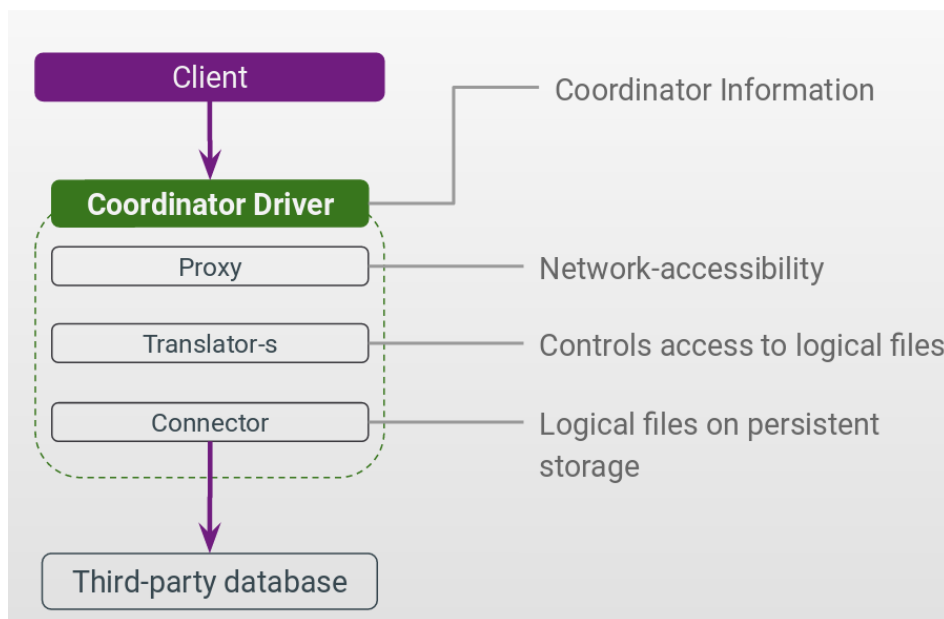 Client
Coordinator Information
Coordinator Driver
Proxy
Network-accessibility
Translator-s
Controls access to logical files
Connector
Logical files on persistent
storage
Third-party database